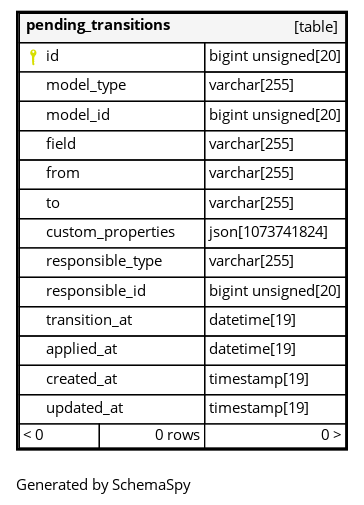 pending_transitions [table]
id bigint unsigned[20]
model_type varchar[255]
model_id bigint unsigned[20]
field varchar[255]
from varchar[255]
to varchar[255]
custom_properties json[1073741824]
responsible_type varchar[255]
responsible_id bigint unsigned[20]
transition_at datetime[19]
applied_at datetime[19]
created_at timestamp[19]
updated_at timestamp[19]
< 0 0 rows 0 >
Generated by SchemaSpy